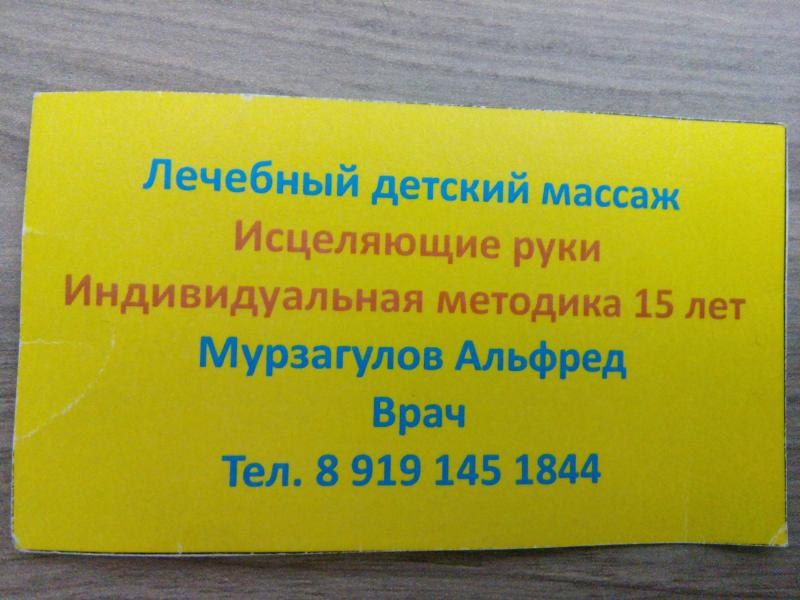 Лечебный детский массаж
Исцеляющие руки
Индивидуальная методика 15 лет
Мурзагулов Альфред
Врач
Тел. 8 919 145 1844